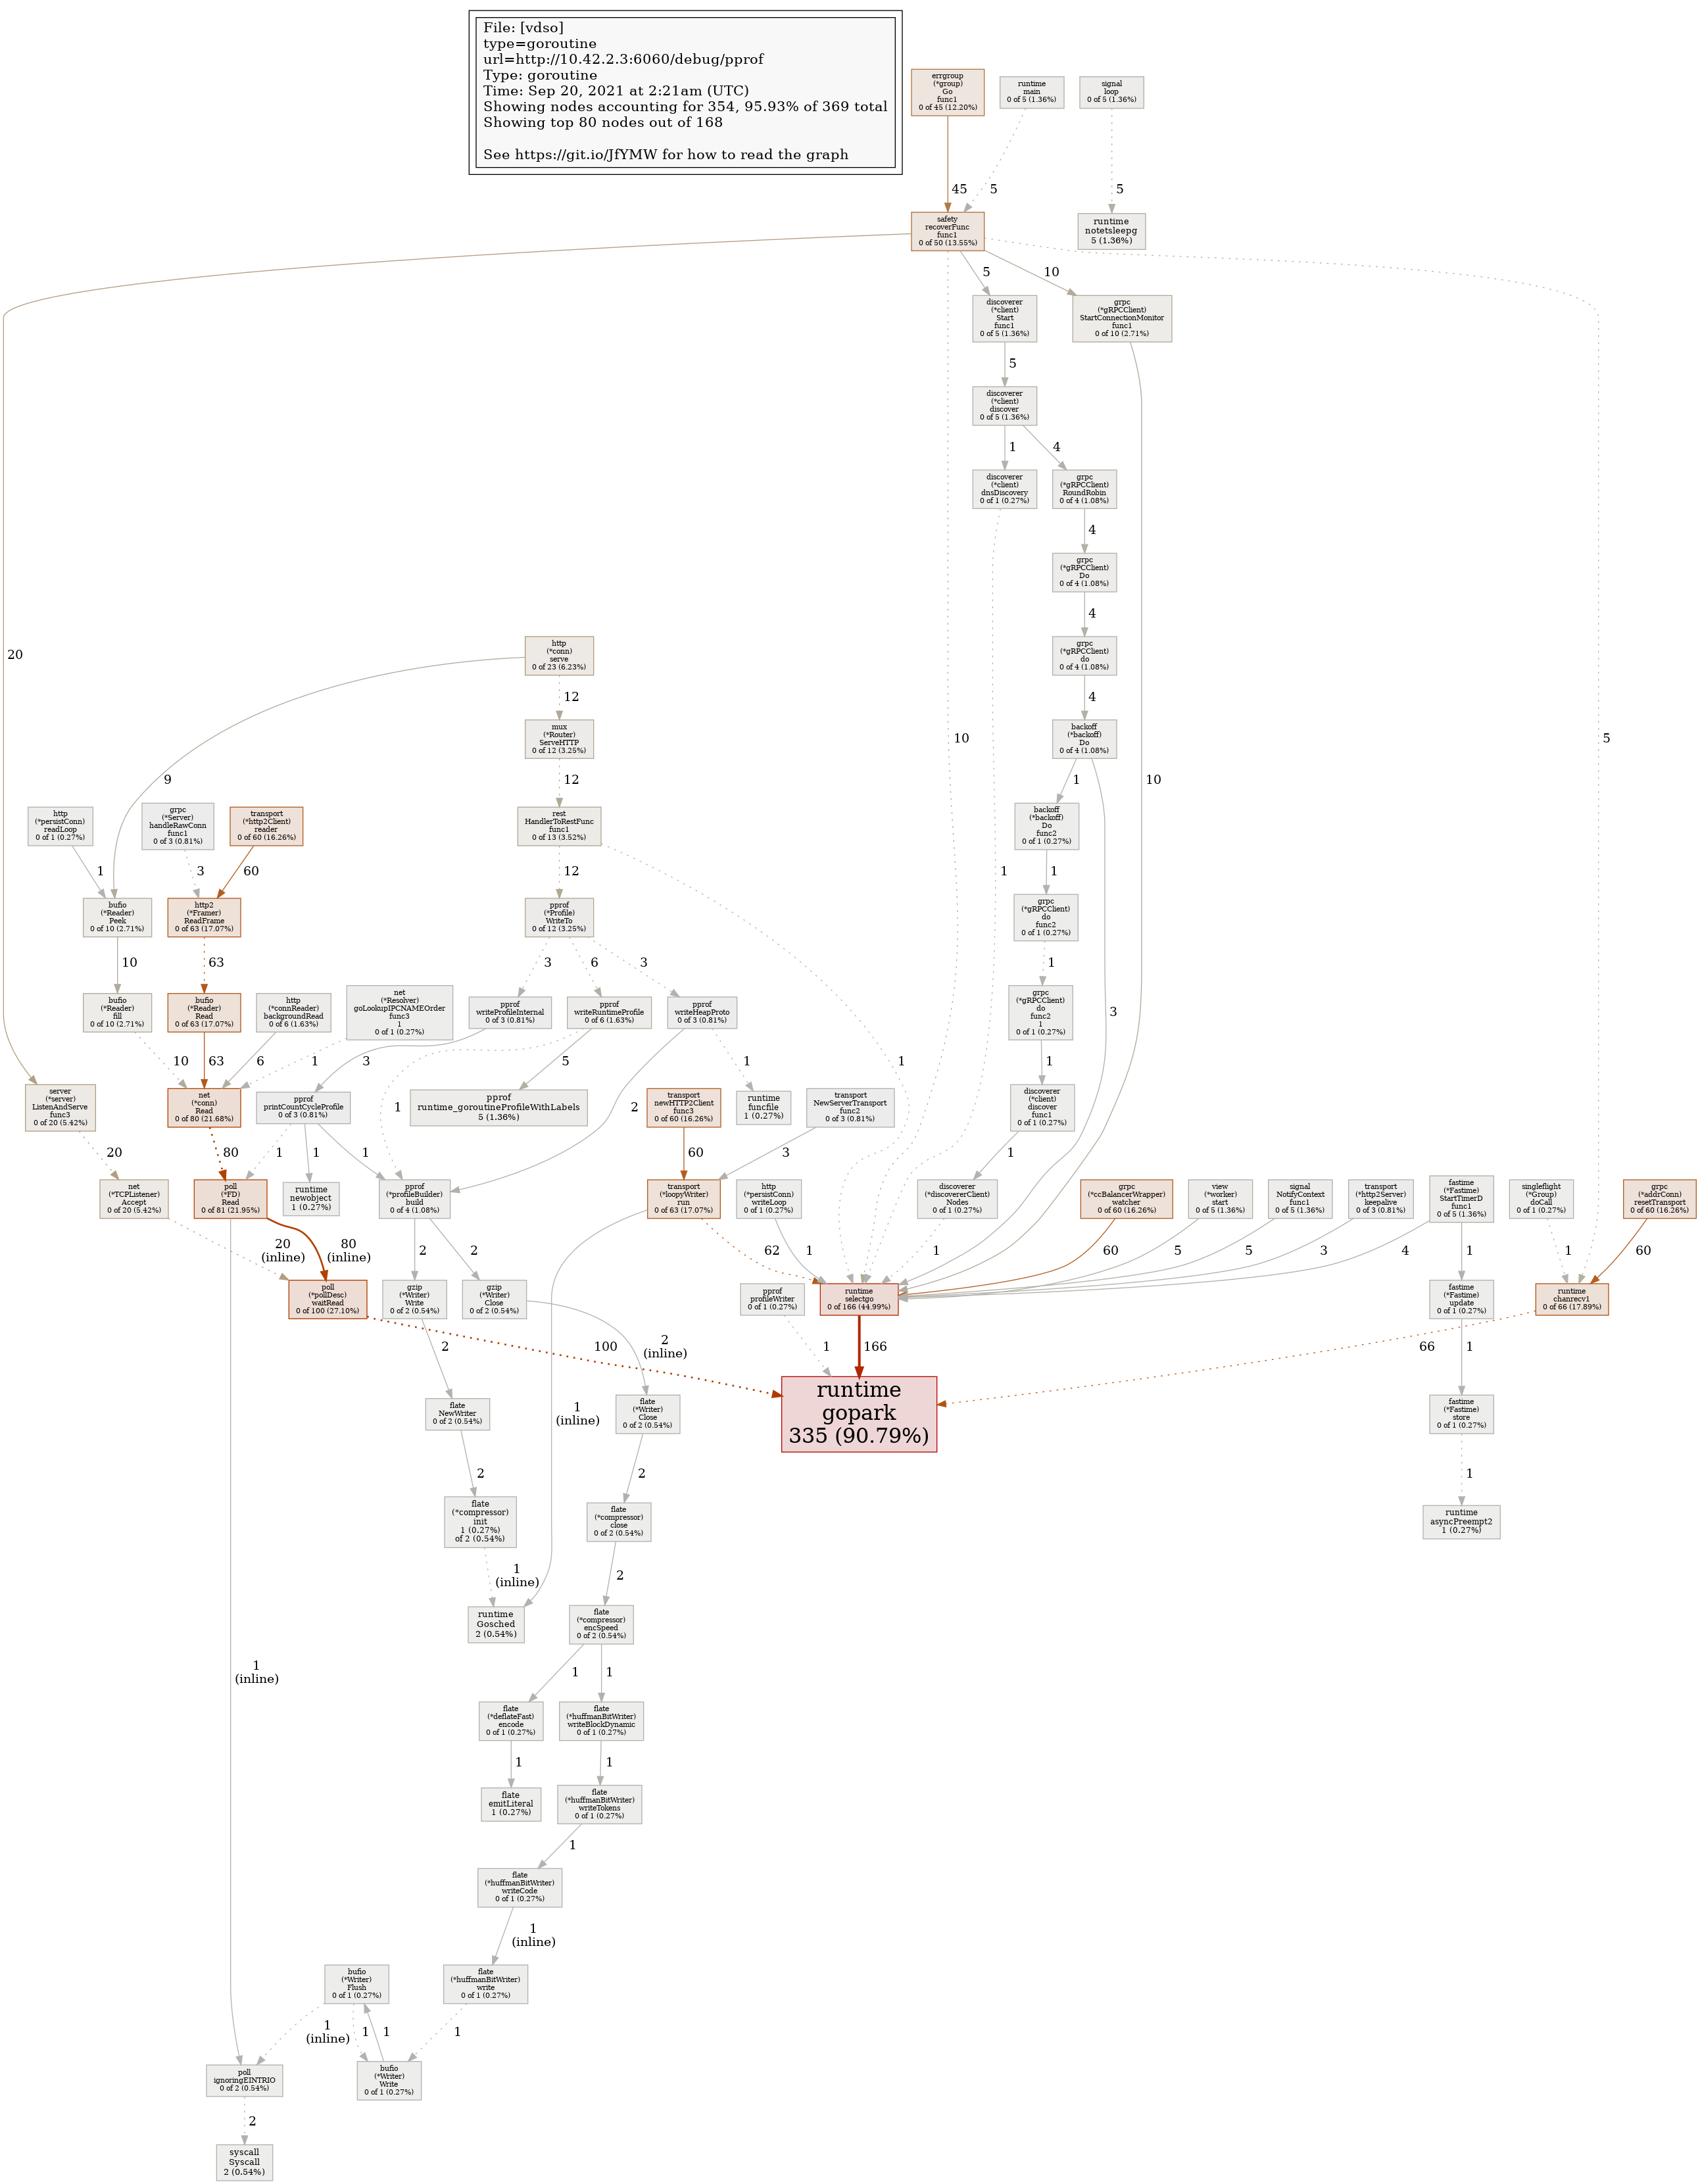 File: [vdso]
type=goroutine
url=http://10.42.2.3:6060/debug/pprof
Type: goroutine
Time: Sep 20, 2021 at 2:21am (UTC)
Showing nodes accounting for 354, 95.93% of 369 total
Showing top 80 nodes out of 168
See https://git.io/JfYMW for how to read the graph
errgroup
(*group)
Go
func1
0 of 45 (12.20%)
runtime
main
0 of 5 (1.36%)
signal
loop
0 of 5 (1.36%)
45
5
5
safety
recoverFunc
func1
0 of 50 (13.55%)
runtime
notetsleepg
5 (1.36%)
20
10
5
10
5
discoverer
(*client)
Start
func1
0 of 5 (1.36%)
grpc
(*gRPCClient)
StartConnectionMonitor
func1
0 of 10 (2.71%)
5
10
discoverer
(*client)
discover
0 of 5 (1.36%)
1
4
discoverer
(*client)
dnsDiscovery
0 of 1 (0.27%)
grpc
(*gRPCClient)
RoundRobin
0 of 4 (1.08%)
1
4
grpc
(*gRPCClient)
Do
0 of 4 (1.08%)
4
grpc
(*gRPCClient)
do
0 of 4 (1.08%)
4
http
(*conn)
serve
0 of 23 (6.23%)
9
12
mux
(*Router)
ServeHTTP
0 of 12 (3.25%)
backoff
(*backoff)
Do
0 of 4 (1.08%)
12
1
3
http
(*persistConn)
readLoop
0 of 1 (0.27%)
grpc
(*Server)
handleRawConn
func1
0 of 3 (0.81%)
transport
(*http2Client)
reader
0 of 60 (16.26%)
rest
HandlerToRestFunc
func1
0 of 13 (3.52%)
backoff
(*backoff)
Do
func2
0 of 1 (0.27%)
1
3
60
12
1
1
bufio
(*Reader)
Peek
0 of 10 (2.71%)
http2
(*Framer)
ReadFrame
0 of 63 (17.07%)
pprof
(*Profile)
WriteTo
0 of 12 (3.25%)
grpc
(*gRPCClient)
do
func2
0 of 1 (0.27%)
10
63
3
6
3
1
bufio
(*Reader)
fill
0 of 10 (2.71%)
bufio
(*Reader)
Read
0 of 63 (17.07%)
http
(*connReader)
backgroundRead
0 of 6 (1.63%)
net
(*Resolver)
goLookupIPCNAMEOrder
func3
1
0 of 1 (0.27%)
pprof
writeProfileInternal
0 of 3 (0.81%)
pprof
writeRuntimeProfile
0 of 6 (1.63%)
pprof
writeHeapProto
0 of 3 (0.81%)
grpc
(*gRPCClient)
do
func2
1
0 of 1 (0.27%)
10
63
6
1
3
1
5
2
1
1
server
(*server)
ListenAndServe
func3
0 of 20 (5.42%)
net
(*conn)
Read
0 of 80 (21.68%)
pprof
printCountCycleProfile
0 of 3 (0.81%)
pprof
runtime_goroutineProfileWithLabels
5 (1.36%)
transport
newHTTP2Client
func3
0 of 60 (16.26%)
runtime
funcfile
1 (0.27%)
transport
NewServerTransport
func2
0 of 3 (0.81%)
discoverer
(*client)
discover
func1
0 of 1 (0.27%)
20
80
1
1
1
60
3
1
net
(*TCPListener)
Accept
0 of 20 (5.42%)
poll
(*FD)
Read
0 of 81 (21.95%)
runtime
newobject
1 (0.27%)
pprof
(*profileBuilder)
build
0 of 4 (1.08%)
transport
(*loopyWriter)
run
0 of 63 (17.07%)
http
(*persistConn)
writeLoop
0 of 1 (0.27%)
discoverer
(*discovererClient)
Nodes
0 of 1 (0.27%)
grpc
(*ccBalancerWrapper)
watcher
0 of 60 (16.26%)
view
(*worker)
start
0 of 5 (1.36%)
signal
NotifyContext
func1
0 of 5 (1.36%)
transport
(*http2Server)
keepalive
0 of 3 (0.81%)
fastime
(*Fastime)
StartTimerD
func1
0 of 5 (1.36%)
singleflight
(*Group)
doCall
0 of 1 (0.27%)
grpc
(*addrConn)
resetTransport
0 of 60 (16.26%)
20
(inline)
80
(inline)
1
(inline)
2
2
1
(inline)
62
1
1
60
5
5
3
4
1
1
60
poll
(*pollDesc)
waitRead
0 of 100 (27.10%)
gzip
(*Writer)
Write
0 of 2 (0.54%)
gzip
(*Writer)
Close
0 of 2 (0.54%)
pprof
profileWriter
0 of 1 (0.27%)
runtime
selectgo
0 of 166 (44.99%)
fastime
(*Fastime)
update
0 of 1 (0.27%)
runtime
chanrecv1
0 of 66 (17.89%)
100
2
2
(inline)
1
166
1
66
runtime
gopark
335 (90.79%)
flate
NewWriter
0 of 2 (0.54%)
flate
(*Writer)
Close
0 of 2 (0.54%)
fastime
(*Fastime)
store
0 of 1 (0.27%)
2
2
1
flate
(*compressor)
init
1 (0.27%)
of 2 (0.54%)
flate
(*compressor)
close
0 of 2 (0.54%)
runtime
asyncPreempt2
1 (0.27%)
1
(inline)
2
runtime
Gosched
2 (0.54%)
flate
(*compressor)
encSpeed
0 of 2 (0.54%)
1
1
flate
(*deflateFast)
encode
0 of 1 (0.27%)
flate
(*huffmanBitWriter)
writeBlockDynamic
0 of 1 (0.27%)
1
1
flate
emitLiteral
1 (0.27%)
flate
(*huffmanBitWriter)
writeTokens
0 of 1 (0.27%)
1
flate
(*huffmanBitWriter)
writeCode
0 of 1 (0.27%)
1
(inline)
bufio
(*Writer)
Flush
0 of 1 (0.27%)
flate
(*huffmanBitWriter)
write
0 of 1 (0.27%)
1
(inline)
1
1
1
poll
ignoringEINTRIO
0 of 2 (0.54%)
bufio
(*Writer)
Write
0 of 1 (0.27%)
2
syscall
Syscall
2 (0.54%)